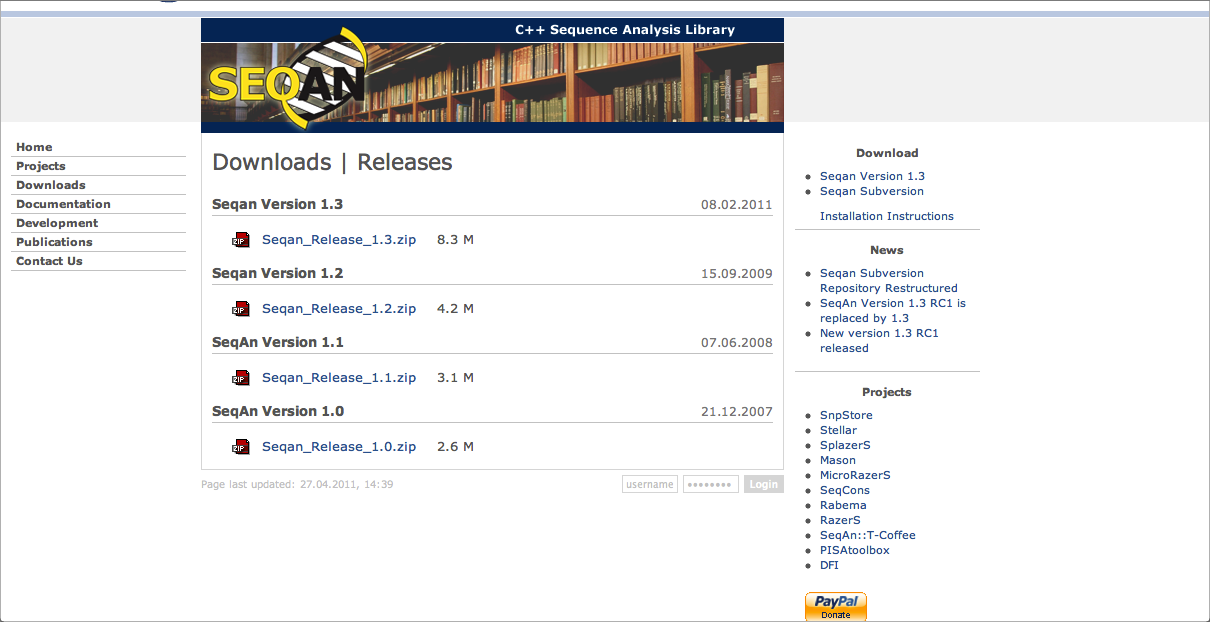 C++ Sequence Analysis Library
SEQAN
Home
Projects
Downloads
Documentation
Development
Publications
Contact Us
Downloads | Releases
Seqan Version 1.3 08.02.2011
ZIP Seqan_Release_1.3.zip 8.3 M
Seqan Version 1.2 15.09.2009
ZIP Seqan_Release_1.2.zip 4.2 M
SeqAn Version 1.1 07.06.2008
ZIP Seqan_Release_1.1.zip 3.1 M
SeqAn Version 1.0 21.12.2007
ZIP Seqan_Release_1.0.zip 2.6 M
Page last updated: 27.04.2011, 14:39
username •••••••• Login
Download
Seqan Version 1.3
Seqan Subversion
Installation Instructions
News
Seqan Subversion
Repository Restructured
SeqAn Version 1.3 RC1 is
replaced by 1.3
New version 1.3 RC1
released
Projects
SnpStore
Stellar
SplazerS
Mason
MicroRazerS
SeqCons
Rabema
RazerS
SeqAn::T-Coffee
PISAtoolbox
DFI
PayPal
Donate